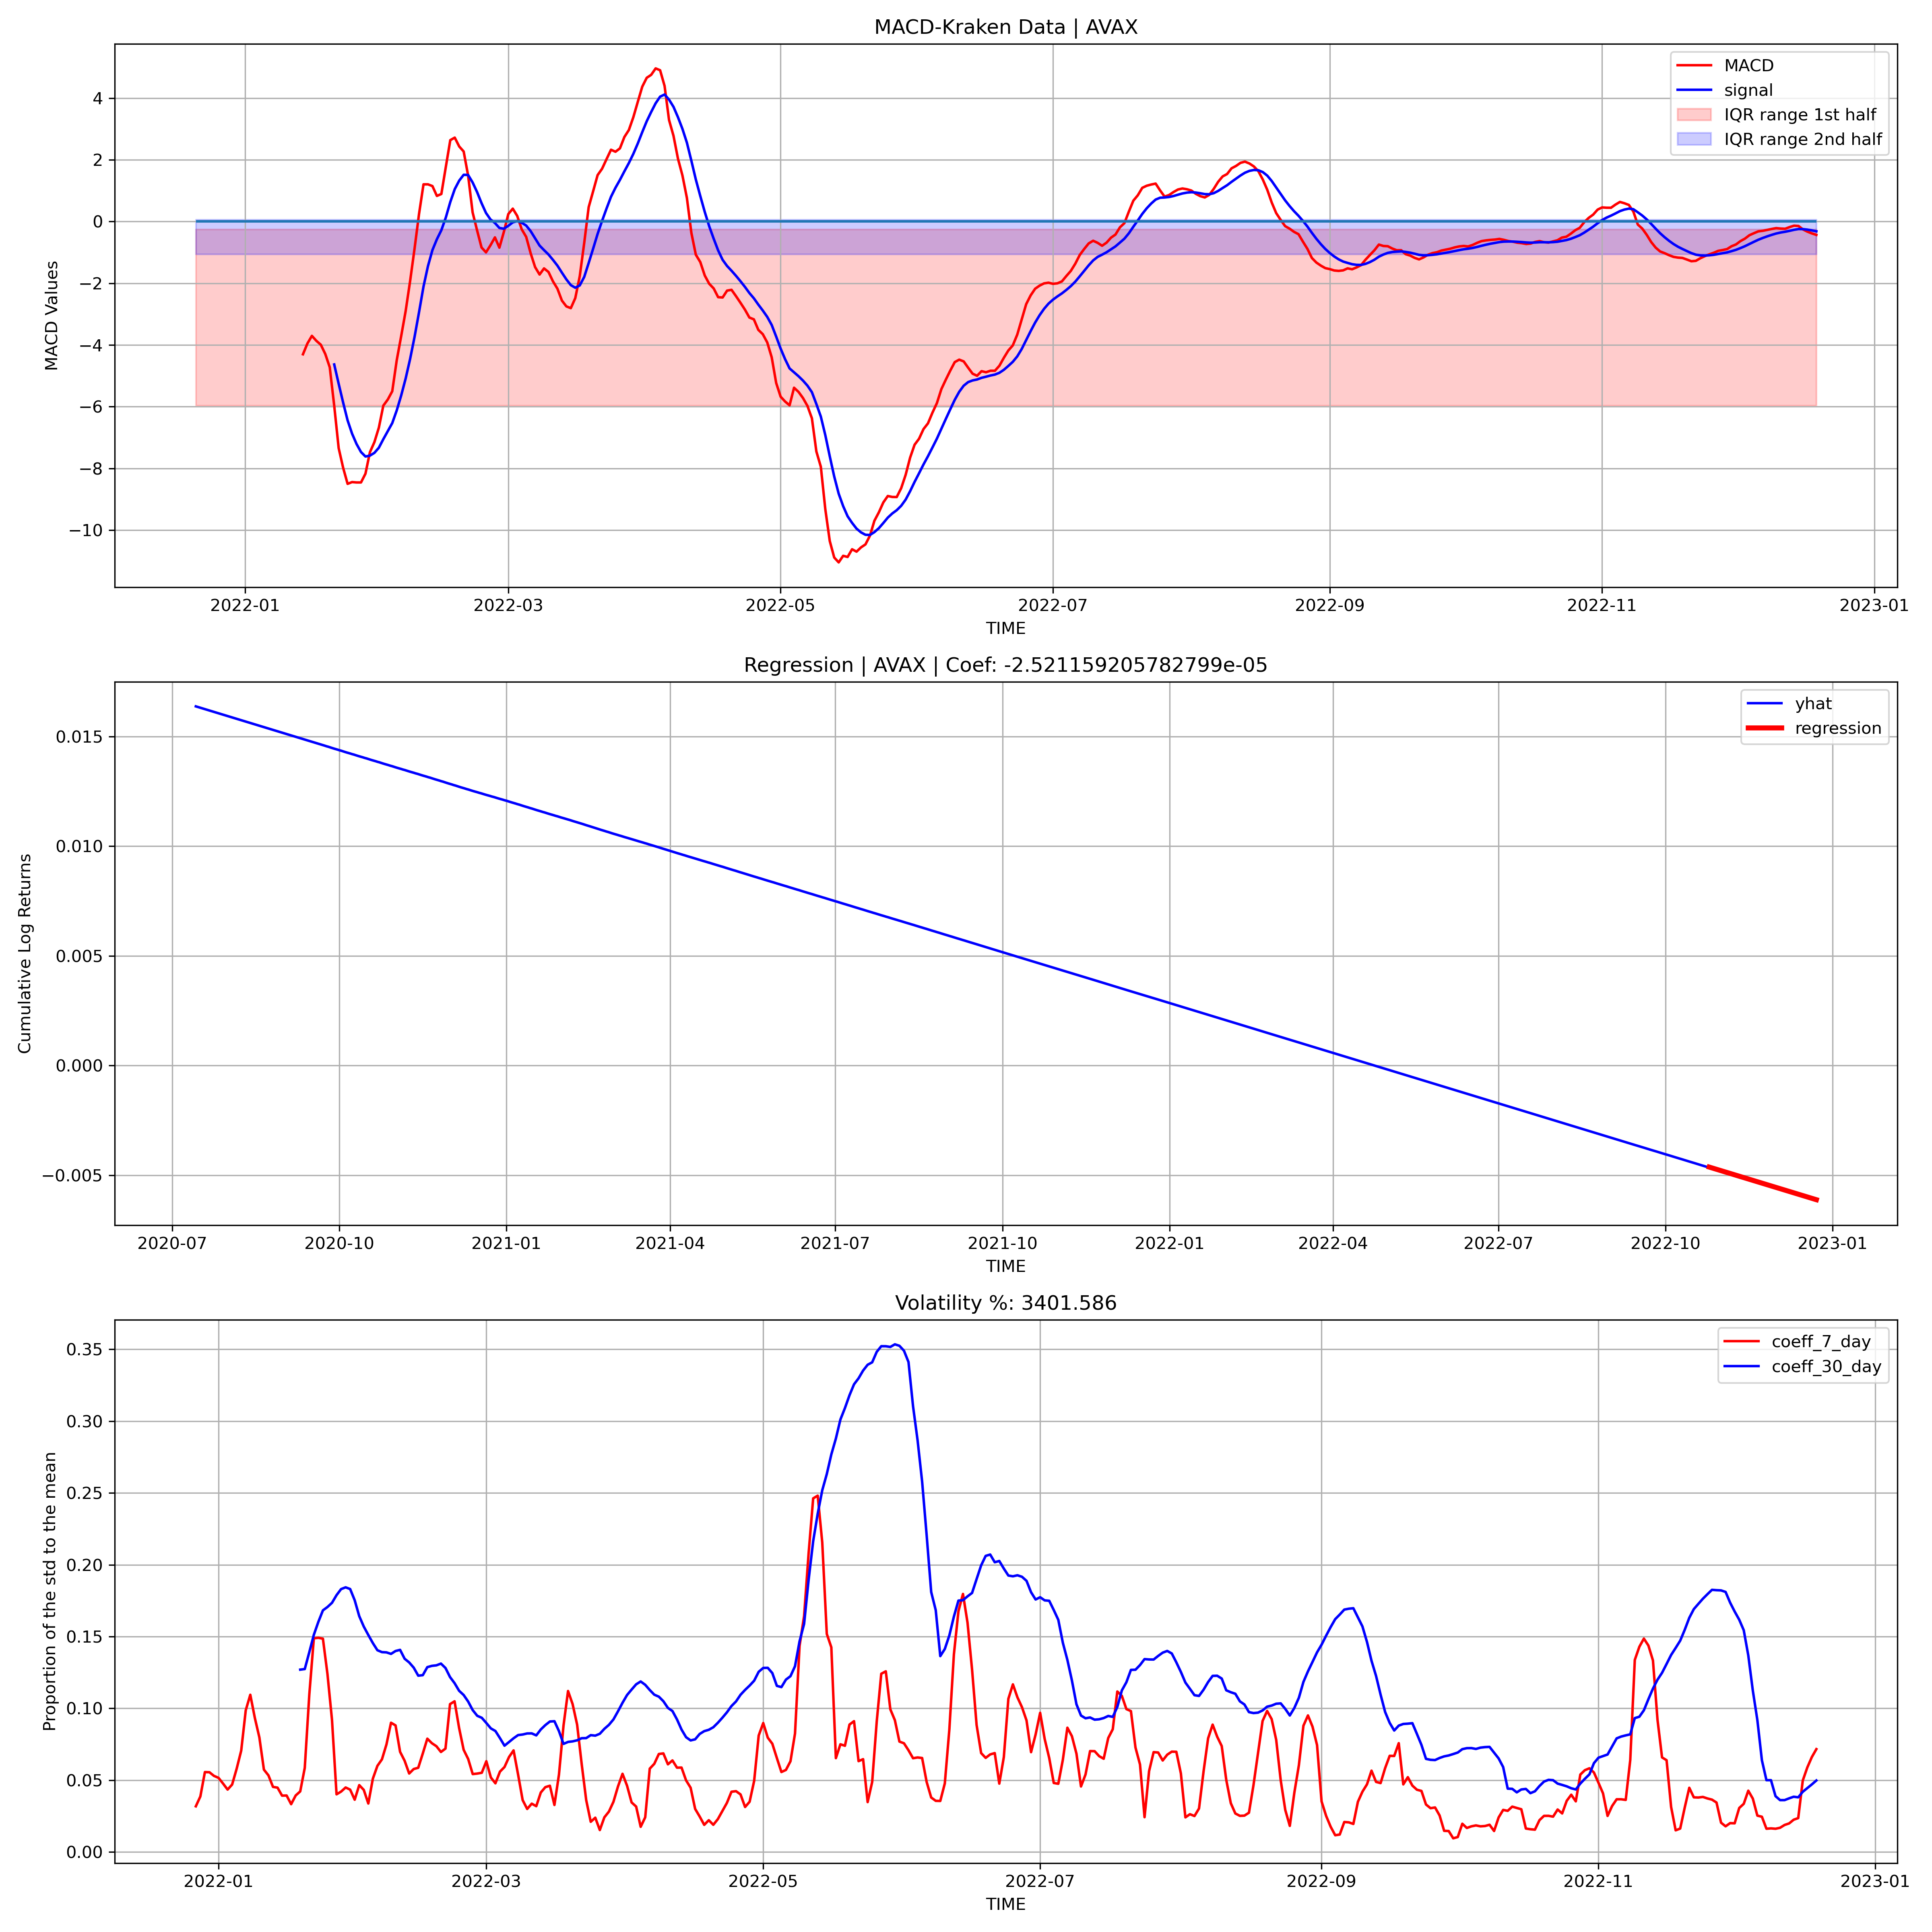 MACD-Kraken Data | AVAX
MACD
signal
IQR range 1st half
IQR range 2nd half
MACD Values
4
2
0
−2
−4
−6
−8
−10
2022-01
2022-03
2022-05
2022-07
2022-09
2022-11
2023-01
TIME
Regression | AVAX | Coef: -2.521159205782799e-05
yhat
regression
Cumulative Log Returns
0.015
0.010
0.005
0.000
−0.005
2020-07
2020-10
2021-01
2021-04
2021-07
2021-10
2022-01
2022-04
2022-07
2022-10
2023-01
TIME
Volatility %: 3401.586
coeff_7_day
coeff_30_day
Proportion of the std to the mean
0.35
0.30
0.25
0.20
0.15
0.10
0.05
0.00
2022-01
2022-03
2022-05
2022-07
2022-09
2022-11
2023-01
TIME